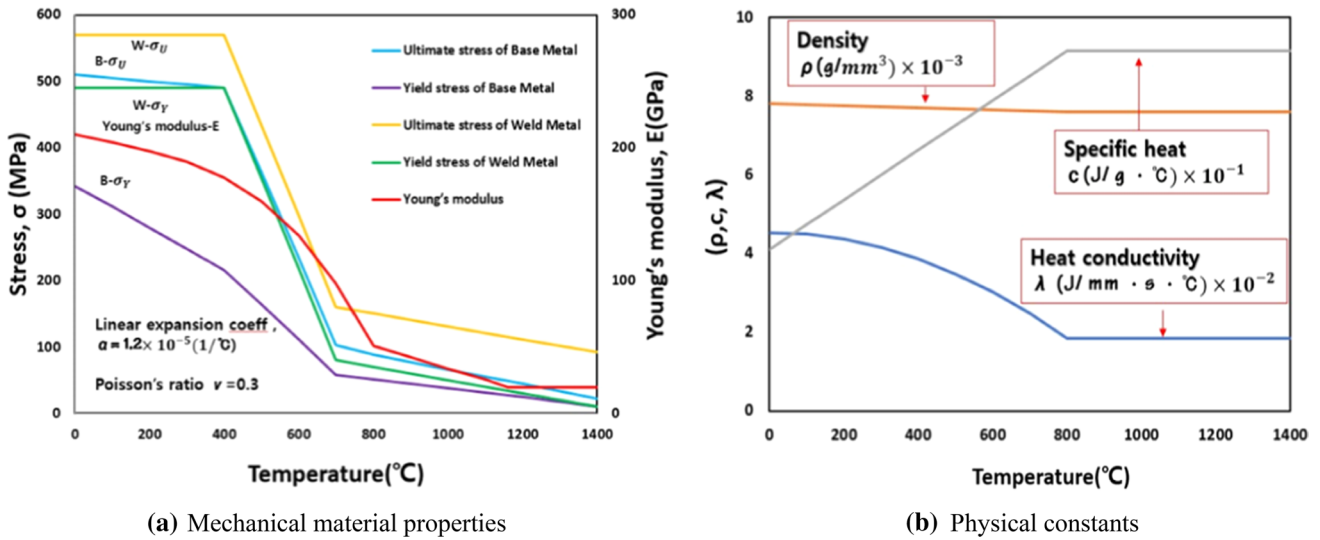 600
500
400
300
200
100
0
Stress, σ (MPa)
W-σU
B-σU
W-σY
Young's modulus-E
B-σY
Linear expansion coeff ,
α=1.2× 10⁻⁵(1/℃)
Poisson's ratio ν =0.3
Ultimate stress of Base Metal
Yield stress of Base Metal
Ultimate stress of Weld Metal
Yield stress of Weld Metal
Young's modulus
300
200
100
0
Young's modulus, E(GPa)
0 200 400 600 800 1000 1200 1400
Temperature(℃)
(a) Mechanical material properties
10
8
6
4
2
0
(ρ,c, λ)
Density
ρ (g/mm³) × 10⁻³
Specific heat
c (J/ g · ℃) × 10⁻¹
Heat conductivity
λ (J/ mm · s · ℃) × 10⁻²
0 200 400 600 800 1000 1200 1400
Temperature(℃)
(b) Physical constants